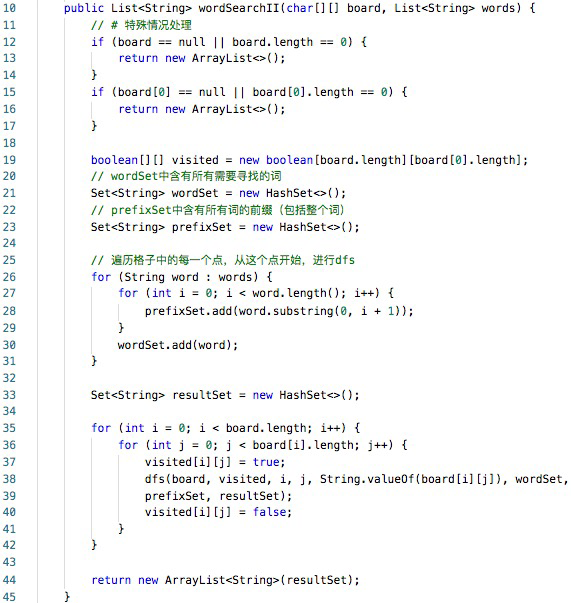 10 public List<String> wordSearchII(char[][] board, List<String> words) {
11 // # 特殊情况处理
12 if (board == null || board.length == 0) {
13 return new ArrayList<>();
14 }
15 if (board[0] == null || board[0].length == 0) {
16 return new ArrayList<>();
17 }
18
19 boolean[][] visited = new boolean[board.length][board[0].length];
20 // wordSet中含有所有需要寻找的词
21 Set<String> wordSet = new HashSet<>();
22 // prefixSet中含有所有词的前缀（包括整个词）
23 Set<String> prefixSet = new HashSet<>();
24
25 // 遍历格子中的每一个点，从这个点开始，进行dfs
26 for (String word : words) {
27 for (int i = 0; i < word.length(); i++) {
28 prefixSet.add(word.substring(0, i + 1));
29 }
30 wordSet.add(word);
31 }
32
33 Set<String> resultSet = new HashSet<>();
34
35 for (int i = 0; i < board.length; i++) {
36 for (int j = 0; j < board[i].length; j++) {
37 visited[i][j] = true;
38 dfs(board, visited, i, j, String.valueOf(board[i][j]), wordSet,
39 prefixSet, resultSet);
40 visited[i][j] = false;
41 }
42 }
43
44 return new ArrayList<String>(resultSet);
45 }